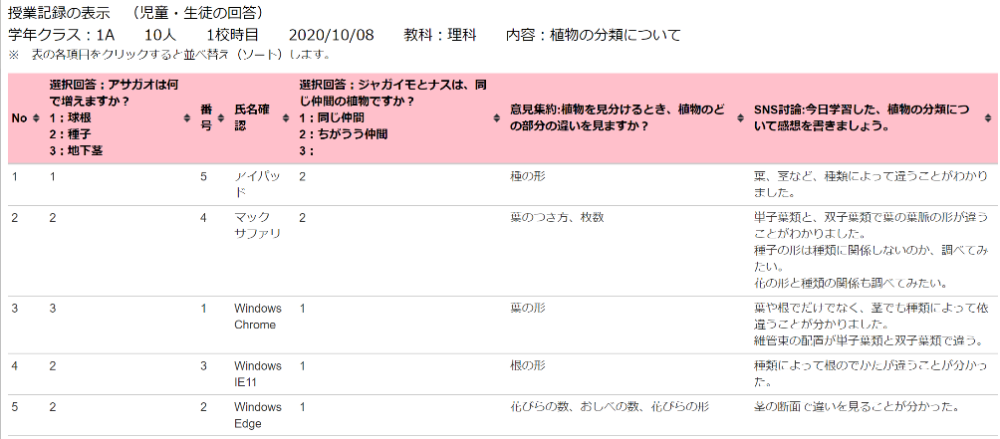 授業記録の表示　（児童・生徒の回答）
学年クラス：1A　　10人　　1校時目　　2020/10/08　　教科：理科　　内容：植物の分類について
※　表の各項目をクリックすると並べ替え（ソート）します。
No
選択回答：アサガオは何
で増えますか？
1：球根
2：種子
3：地下茎
番
号
氏名確
認
選択回答：ジャガイモとナスは、同
じ仲間の植物ですか？
1：同じ仲間
2：ちがうう仲間
3：
意見集約:植物を見分けるとき、植物のど
の部分の違いを見ますか？
SNS討論:今日学習した、植物の分類につ
いて感想を書きましょう。
1
1
5
アイパッ
ド
2
種の形
葉、茎など、種類によって違うことがわかり
ました。
2
2
4
マック
サファリ
2
葉のつき方、枚数
単子葉類と、双子葉類で葉の葉脈の形が違う
ことがわかりました。
種子の形は種類に関係しないのか、調べてみ
たい。
花の形と種類の関係も調べてみたい。
3
3
1
Windows
Chrome
1
葉の形
葉や根でだけでなく、茎でも種類によって依
違うことが分かりました。
維管束の配置が単子葉類と双子葉類で違う。
4
2
3
Windows
IE11
1
根の形
種類によって根のでかたが違うことが分かっ
た。
5
2
2
Windows
Edge
1
花びらの数、おしべの数、花びらの形
茎の断面で違いを見ることが分かった。